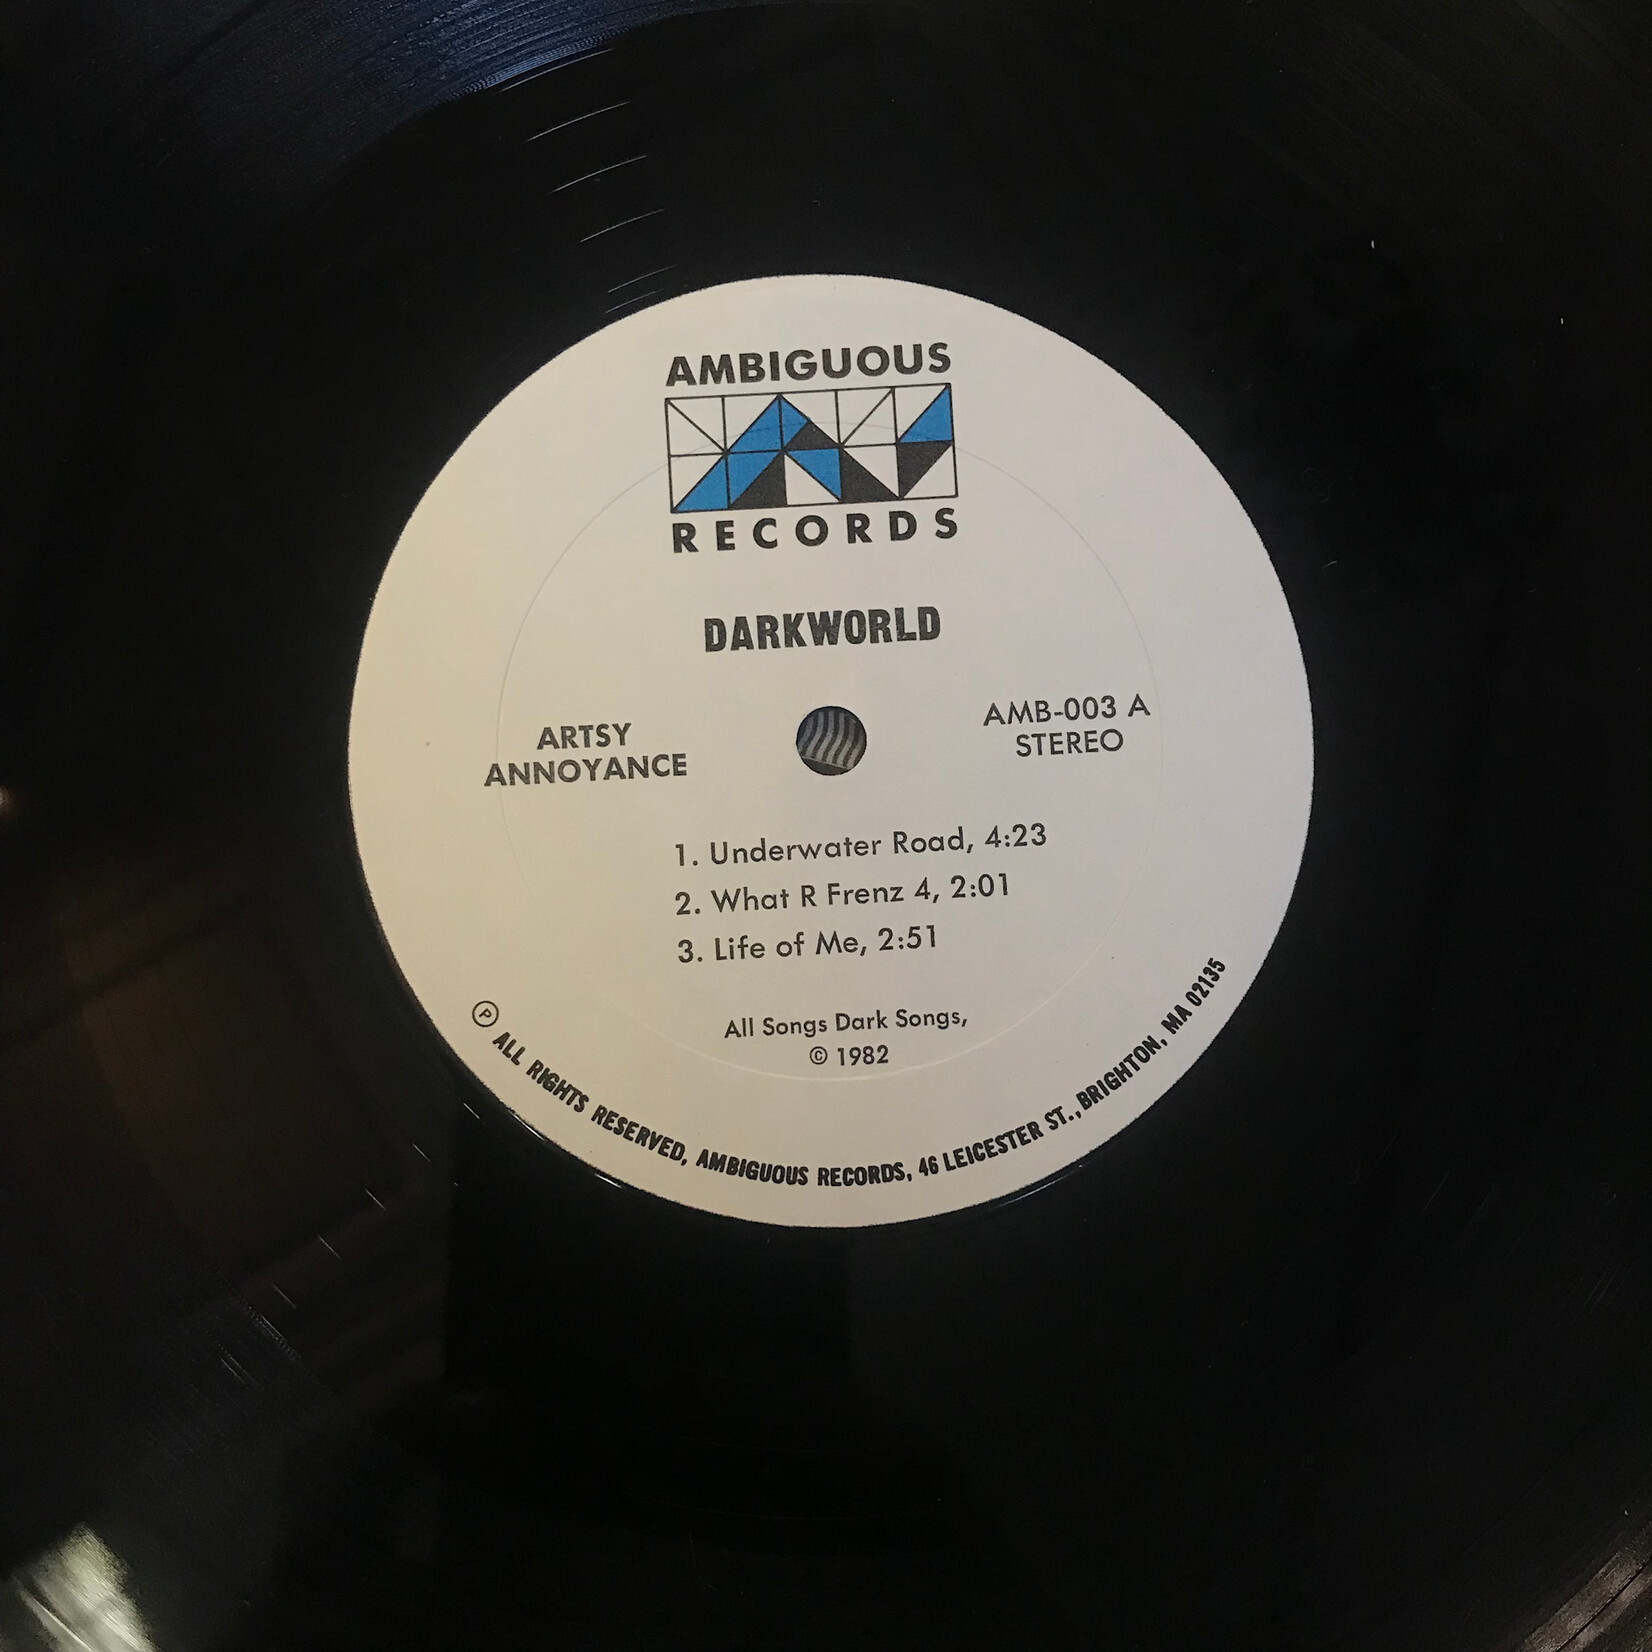 AMBIGUOUS
RECORDS
DARKWORLD
ARTSY
ANNOYANCE
AMB-003 A
STEREO
1. Underwater Road, 4:23
2. What R Frenz 4, 2:01
3. Life of Me, 2:51
All Songs Dark Songs,
© 1982
℗ ALL RIGHTS RESERVED, AMBIGUOUS RECORDS, 46 LEICESTER ST., BRIGHTON, MA 02135